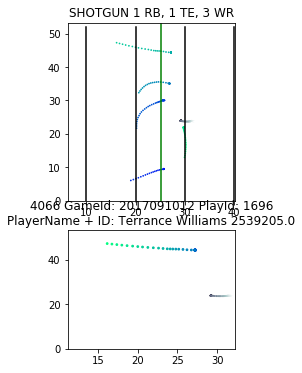 SHOTGUN 1 RB, 1 TE, 3 WR
50
40
30
20
10
0
10 20 30 40
4066 GameId: 2017091012 PlayId: 1696
PlayerName + ID: Terrance Williams 2539205.0
40
20
0
15 20 25 30